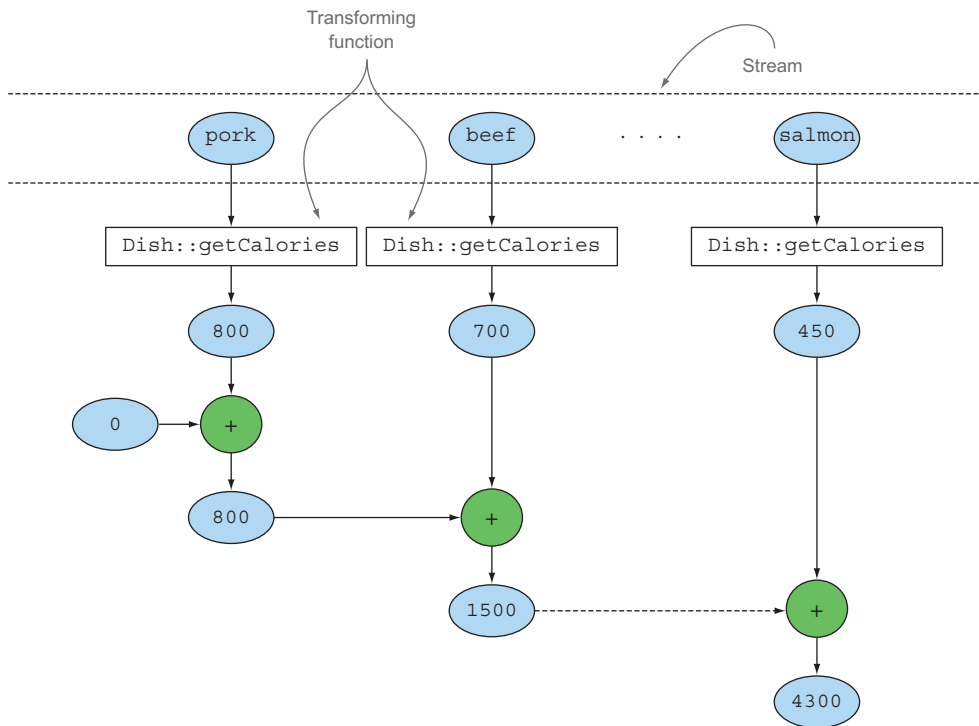 Transforming
function
Stream
pork
beef
. . . .
salmon
Dish::getCalories
Dish::getCalories
Dish::getCalories
800
700
450
0
+
800
+
1500
+
4300